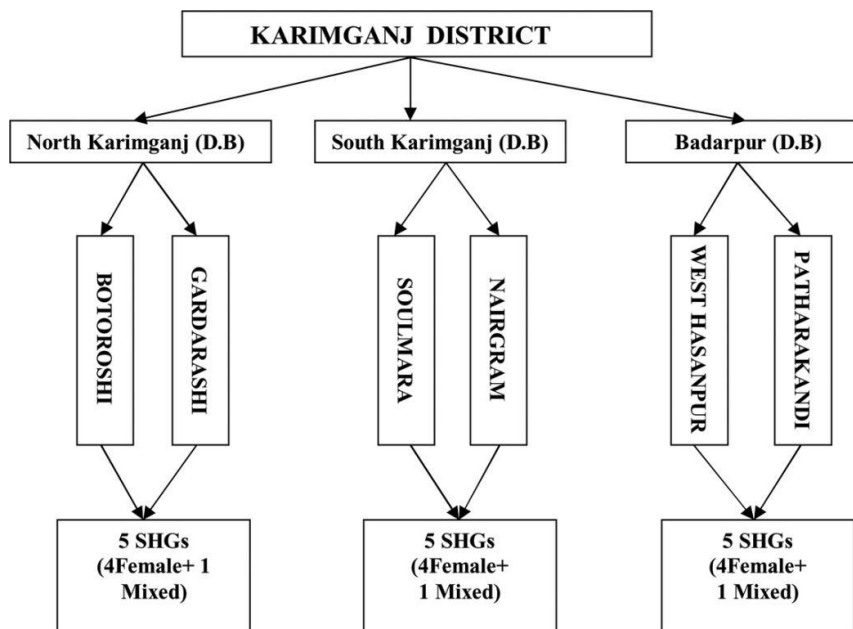 KARIMGANJ DISTRICT
North Karimganj (D.B)
South Karimganj (D.B)
Badarpur (D.B)
BOTOROSHI
GARDARASHI
SOULMARA
NAIRGRAM
WEST HASANPUR
PATHARAKANDI
5 SHGs
(4Female+ 1
Mixed)
5 SHGs
(4Female+
1 Mixed)
5 SHGs
(4Female+
1 Mixed)